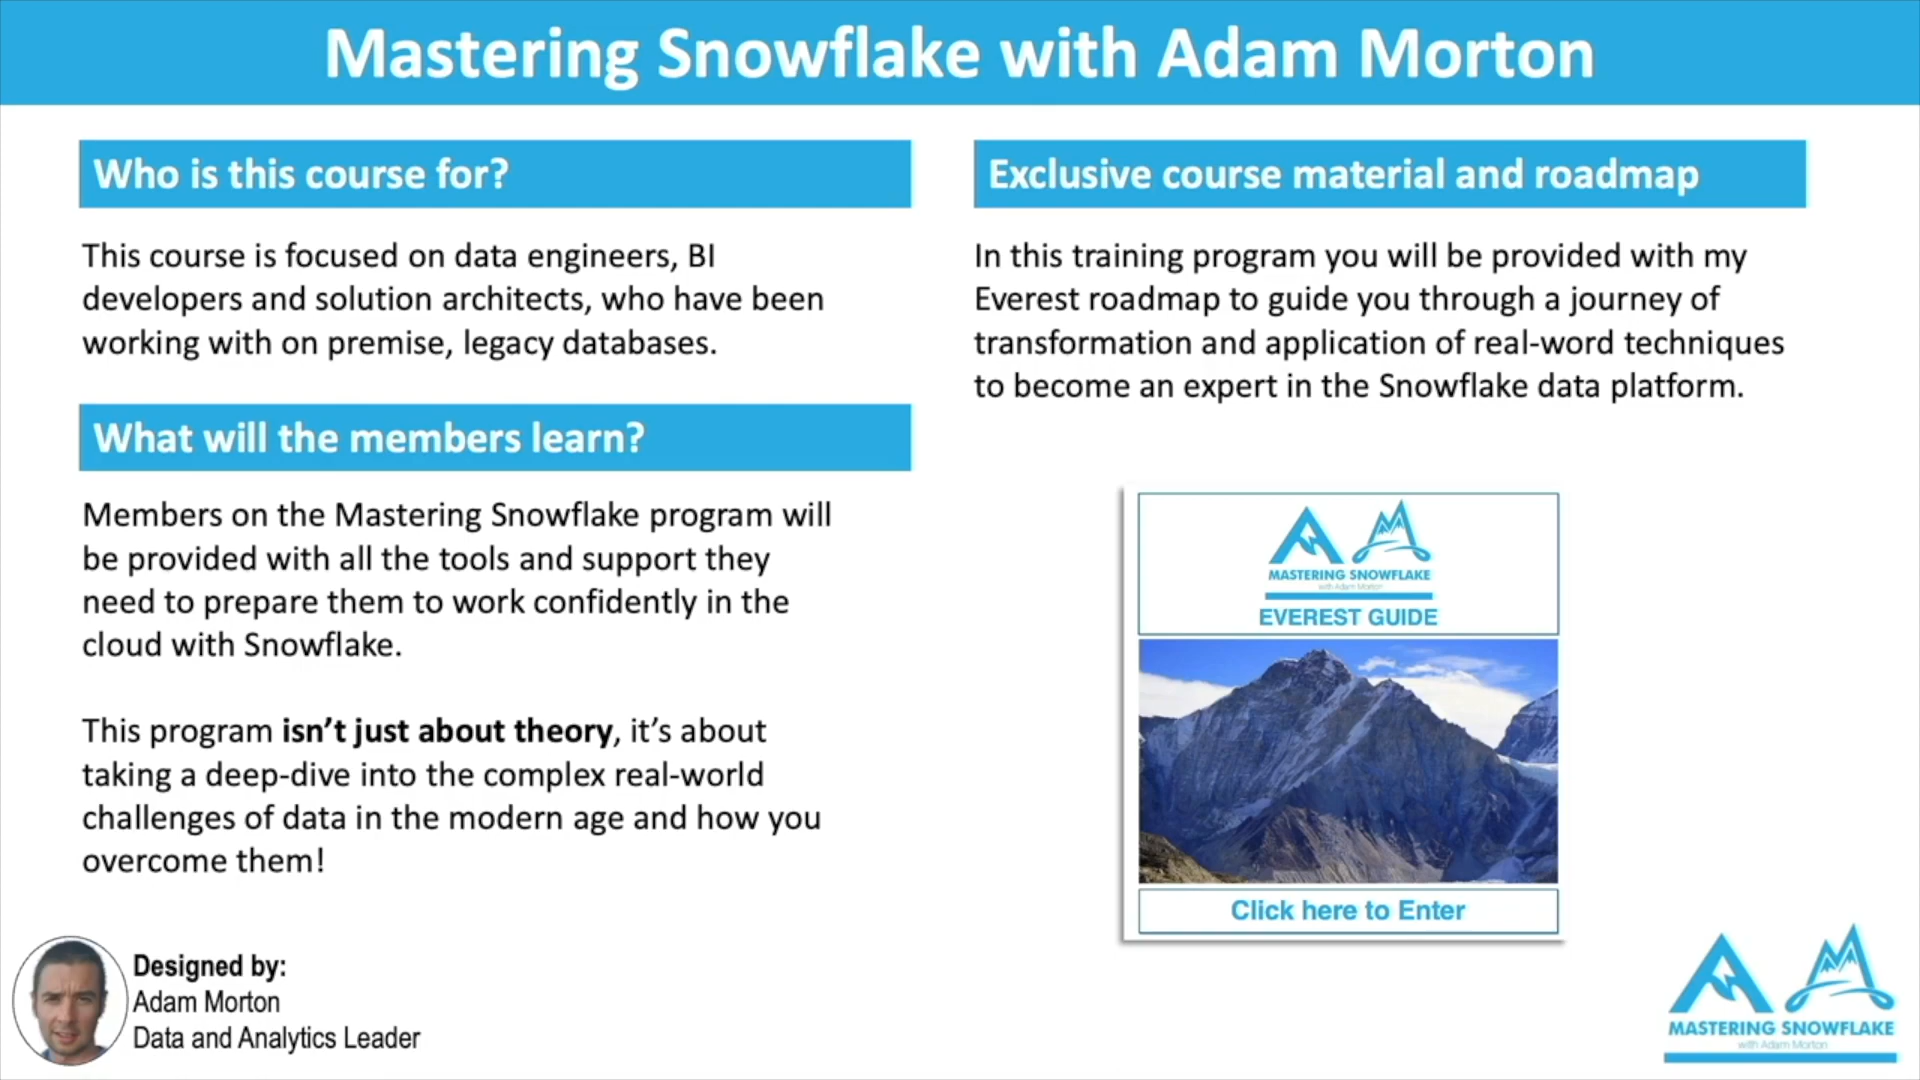 Mastering Snowflake with Adam Morton
Who is this course for?
This course is focused on data engineers, BI
developers and solution architects, who have been
working with on premise, legacy databases.
What will the members learn?
Members on the Mastering Snowflake program will
be provided with all the tools and support they
need to prepare them to work confidently in the
cloud with Snowflake.
This program isn't just about theory, it's about
taking a deep-dive into the complex real-world
challenges of data in the modern age and how you
overcome them!
Exclusive course material and roadmap
In this training program you will be provided with my
Everest roadmap to guide you through a journey of
transformation and application of real-word techniques
to become an expert in the Snowflake data platform.
MASTERING SNOWFLAKE
with Adam Morton
EVEREST GUIDE
Click here to Enter
Designed by:
Adam Morton
Data and Analytics Leader
MASTERING SNOWFLAKE
with Adam Morton